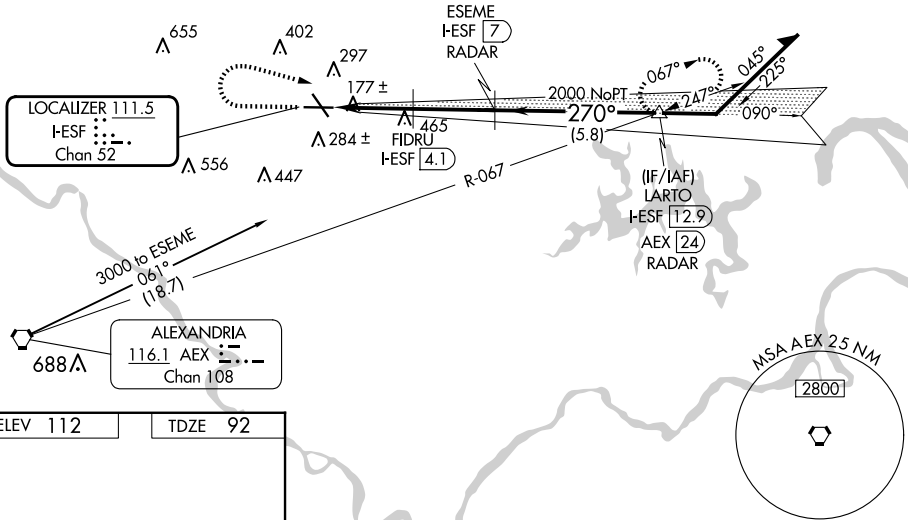 ESEME
I-ESF 7
RADAR
655
402
297
177 ±
2000 NoPT
067°
247°
045°
225°
LOCALIZER 111.5
I-ESF
Chan 52
270°
(5.8)
090°
465
FIDRU
I-ESF 4.1
284 ±
556
447
R-067
(IF/IAF)
LARTO
I-ESF 12.9
AEX 24
RADAR
3000 to ESEME
061°
(18.7)
ALEXANDRIA
116.1 AEX
Chan 108
688
MSA AEX 25 NM
2800
ELEV 112
TDZE 92